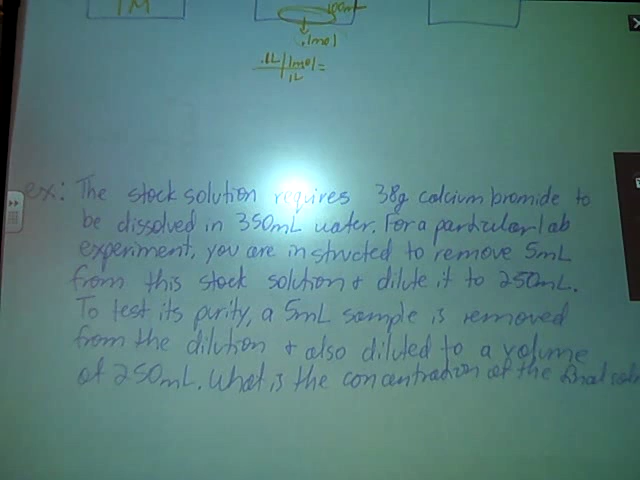 1M
100mL
.1mol
.1L | 1mol =
1L
ex: The stock solution requires 38g calcium bromide to
be dissolved in 350mL water. For a particular lab
experiment, you are instructed to remove 5mL
from this stock solution & dilute it to 250mL.
To test its purity, a 5mL sample is removed
from the dilution & also diluted to a volume
of 250mL. What is the concentration of the final